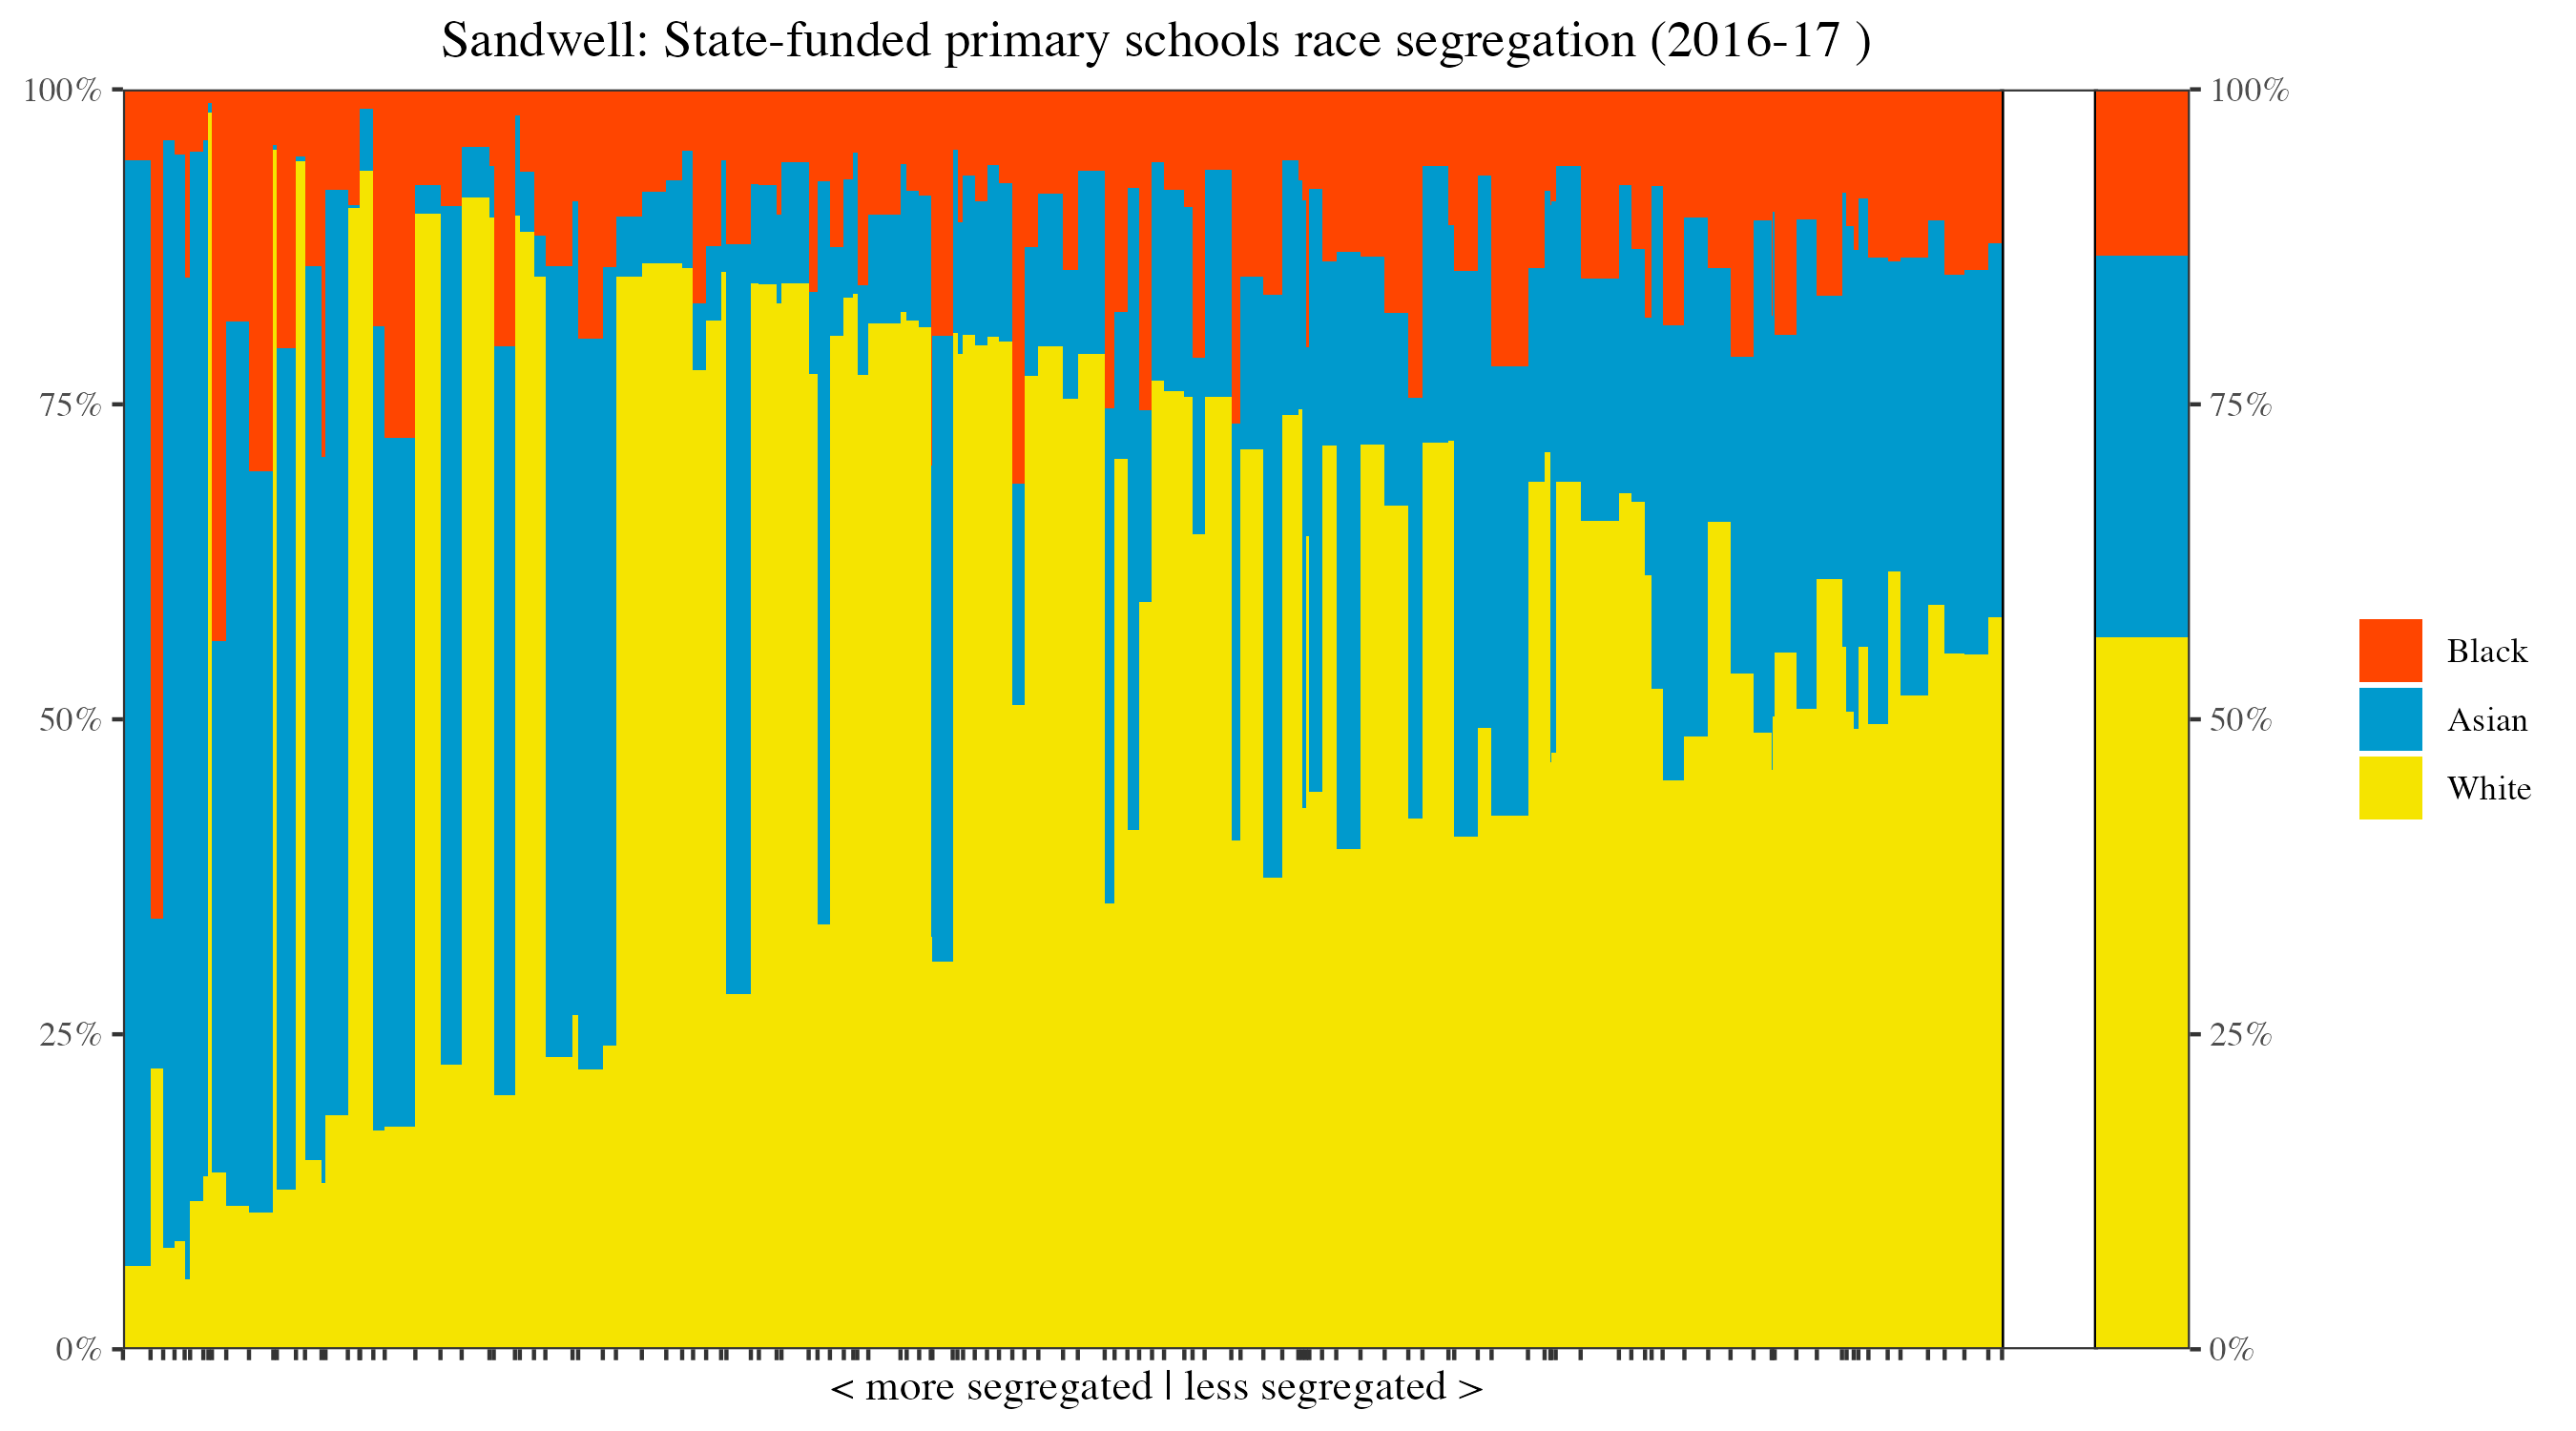 Sandwell: State-funded primary schools race segregation (2016-17 )
100%
75%
50%
25%
0%
100%
75%
50%
25%
0%
Black
Asian
White
< more segregated | less segregated >